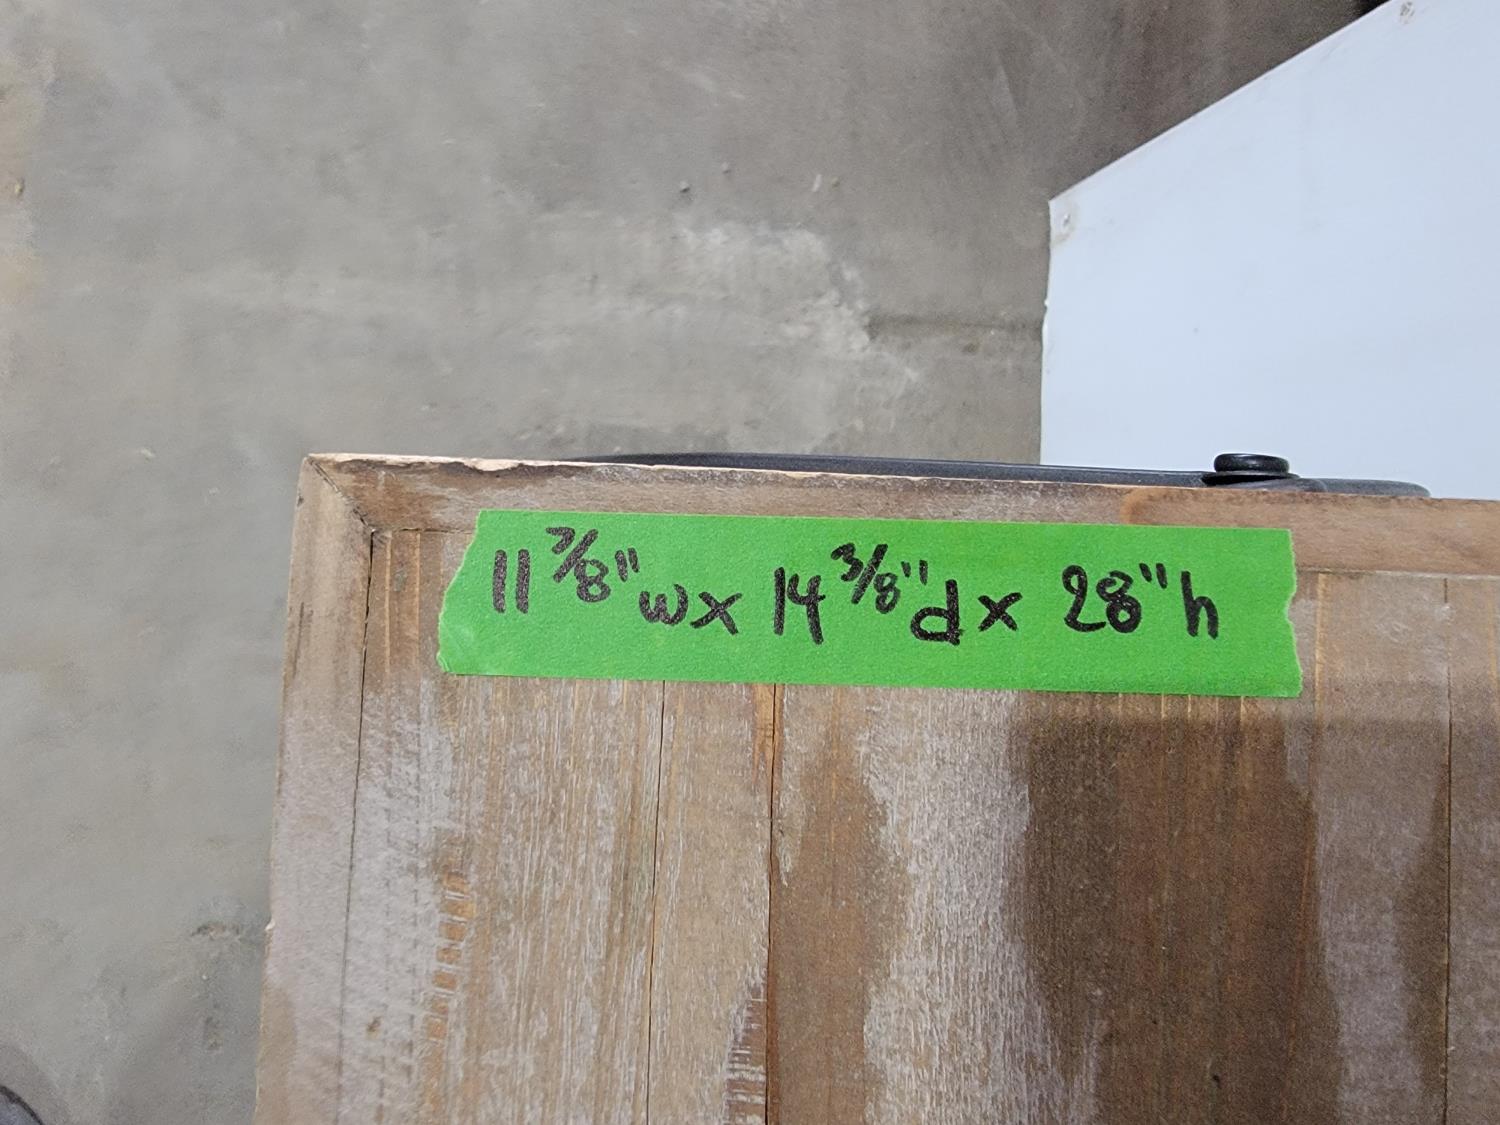 11 7/8" w x 14 3/8" d x 28" h